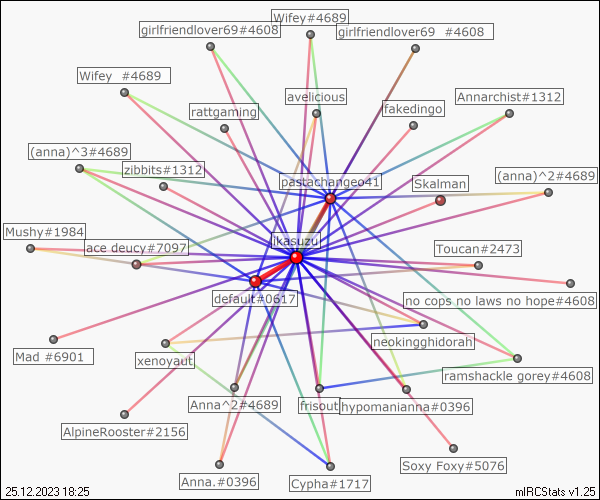 Wifey#4689
girlfriendlover69#4608
girlfriendlover69  #4608
Wifey  #4689
avelicious
rattgaming
fakedingo
Annarchist#1312
(anna)^3#4689
zibbits#1312
pastachangeo41
Skalman
(anna)^2#4689
Mushy#1984
ikasuzu
ace deucy#7097
Toucan#2473
default#0617
no cops no laws no hope#4608
neokingghidorah
Mad #6901
xenoyaut
ramshackle gorey#4608
Anna^2#4689
frisout
hypomanianna#0396
AlpineRooster#2156
Soxy Foxy#5076
Anna.#0396
Cypha#1717
25.12.2023 18:25
mIRCStats v1.25